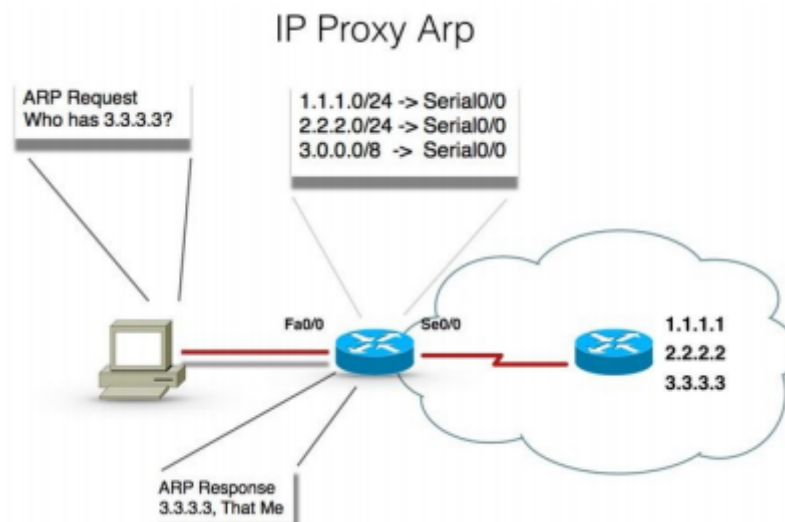 IP Proxy Arp
ARP Request
Who has 3.3.3.3?
1.1.1.0/24 -> Serial0/0
2.2.2.0/24 -> Serial0/0
3.0.0.0/8 -> Serial0/0
Fa0/0
Se0/0
1.1.1.1
2.2.2.2
3.3.3.3
ARP Response
3.3.3.3, That Me